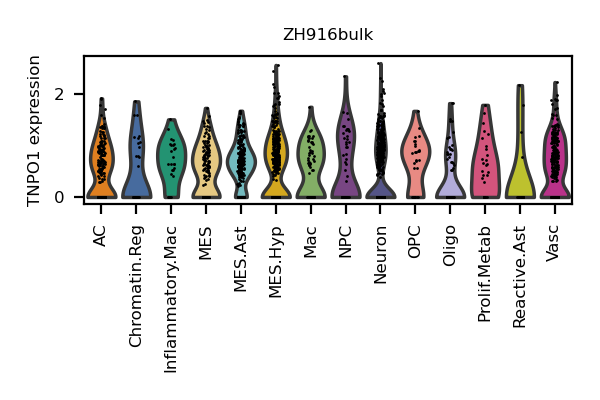 ZH916bulk
TNPO1 expression
2
0
AC
Chromatin.Reg
Inflammatory.Mac
MES
MES.Ast
MES.Hyp
Mac
NPC
Neuron
OPC
Oligo
Prolif.Metab
Reactive.Ast
Vasc